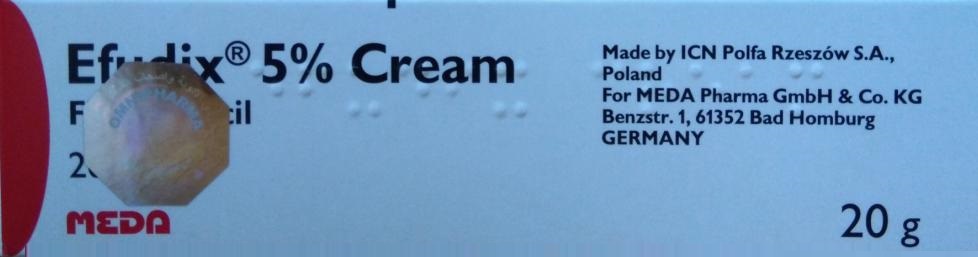 Efudix® 5% Cream
MEDA
Made by ICN Polfa Rzeszów S.A.,
Poland
For MEDA Pharma GmbH & Co. KG
Benzstr. 1, 61352 Bad Homburg
GERMANY
20 g